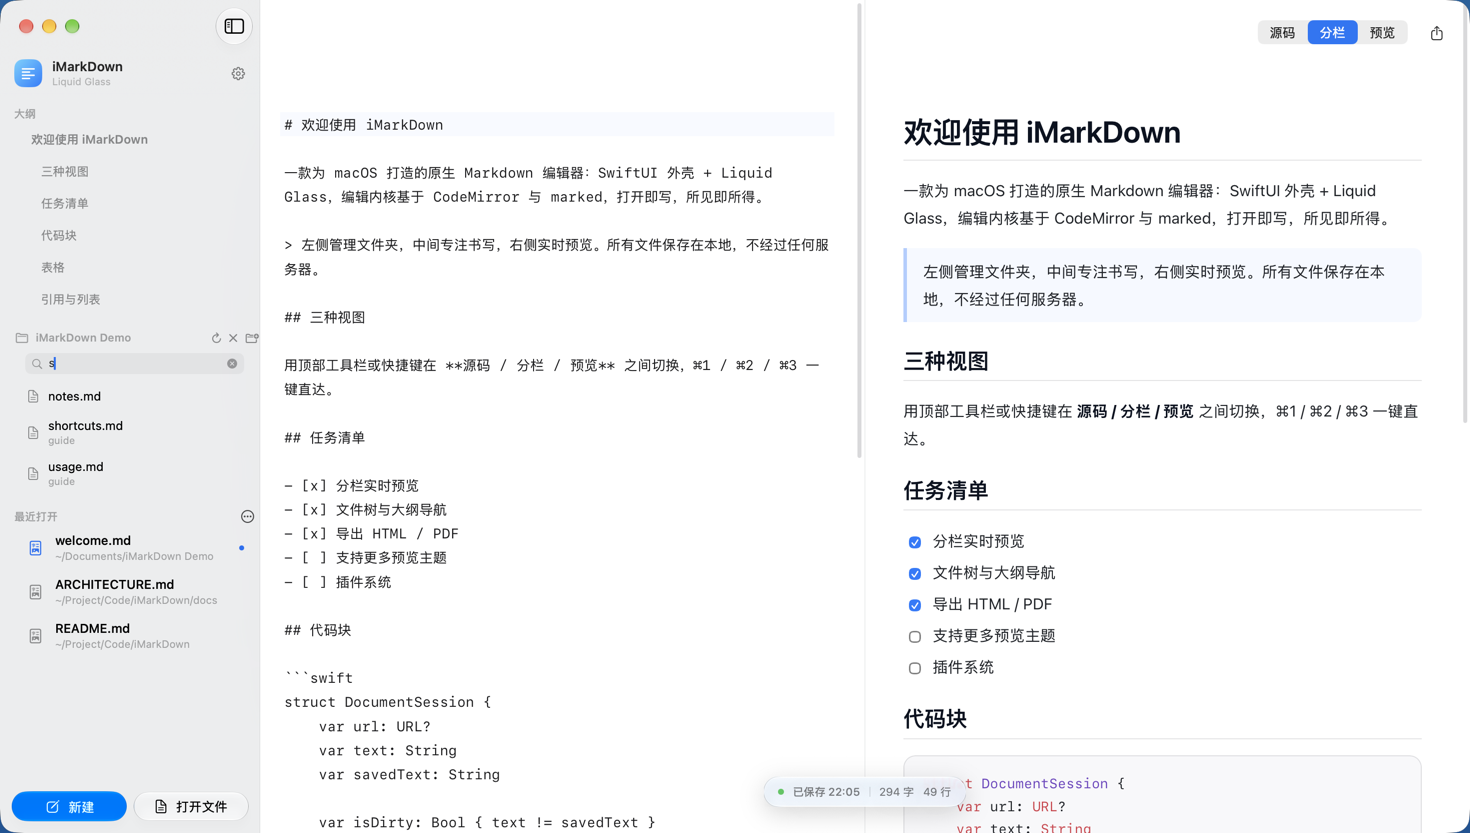 iMarkDown
Liquid Glass
大纲
欢迎使用 iMarkDown
三种视图
任务清单
代码块
表格
引用与列表
iMarkDown Demo
s
notes.md
shortcuts.md
guide
usage.md
guide
最近打开
welcome.md
~/Documents/iMarkDown Demo
ARCHITECTURE.md
~/Project/Code/iMarkDown/docs
README.md
~/Project/Code/iMarkDown
新建
打开文件
# 欢迎使用 iMarkDown
一款为 macOS 打造的原生 Markdown 编辑器：SwiftUI 外壳 + Liquid
Glass，编辑内核基于 CodeMirror 与 marked，打开即写，所见即所得。
> 左侧管理文件夹，中间专注书写，右侧实时预览。所有文件保存在本地，不经过任何服
务器。
## 三种视图
用顶部工具栏或快捷键在 **源码 / 分栏 / 预览** 之间切换，⌘1 / ⌘2 / ⌘3 一
键直达。
## 任务清单
- [x] 分栏实时预览
- [x] 文件树与大纲导航
- [x] 导出 HTML / PDF
- [ ] 支持更多预览主题
- [ ] 插件系统
## 代码块
```swift
struct DocumentSession {
var url: URL?
var text: String
var savedText: String
var isDirty: Bool { text != savedText }
源码
分栏
预览
欢迎使用 iMarkDown
一款为 macOS 打造的原生 Markdown 编辑器：SwiftUI 外壳 + Liquid
Glass，编辑内核基于 CodeMirror 与 marked，打开即写，所见即所得。
左侧管理文件夹，中间专注书写，右侧实时预览。所有文件保存在本
地，不经过任何服务器。
三种视图
用顶部工具栏或快捷键在 源码 / 分栏 / 预览 之间切换，⌘1 / ⌘2 / ⌘3 一键直
达。
任务清单
分栏实时预览
文件树与大纲导航
导出 HTML / PDF
支持更多预览主题
插件系统
代码块
t DocumentSession {
var url: URL?
var text: String
已保存 22:05
294 字
49 行